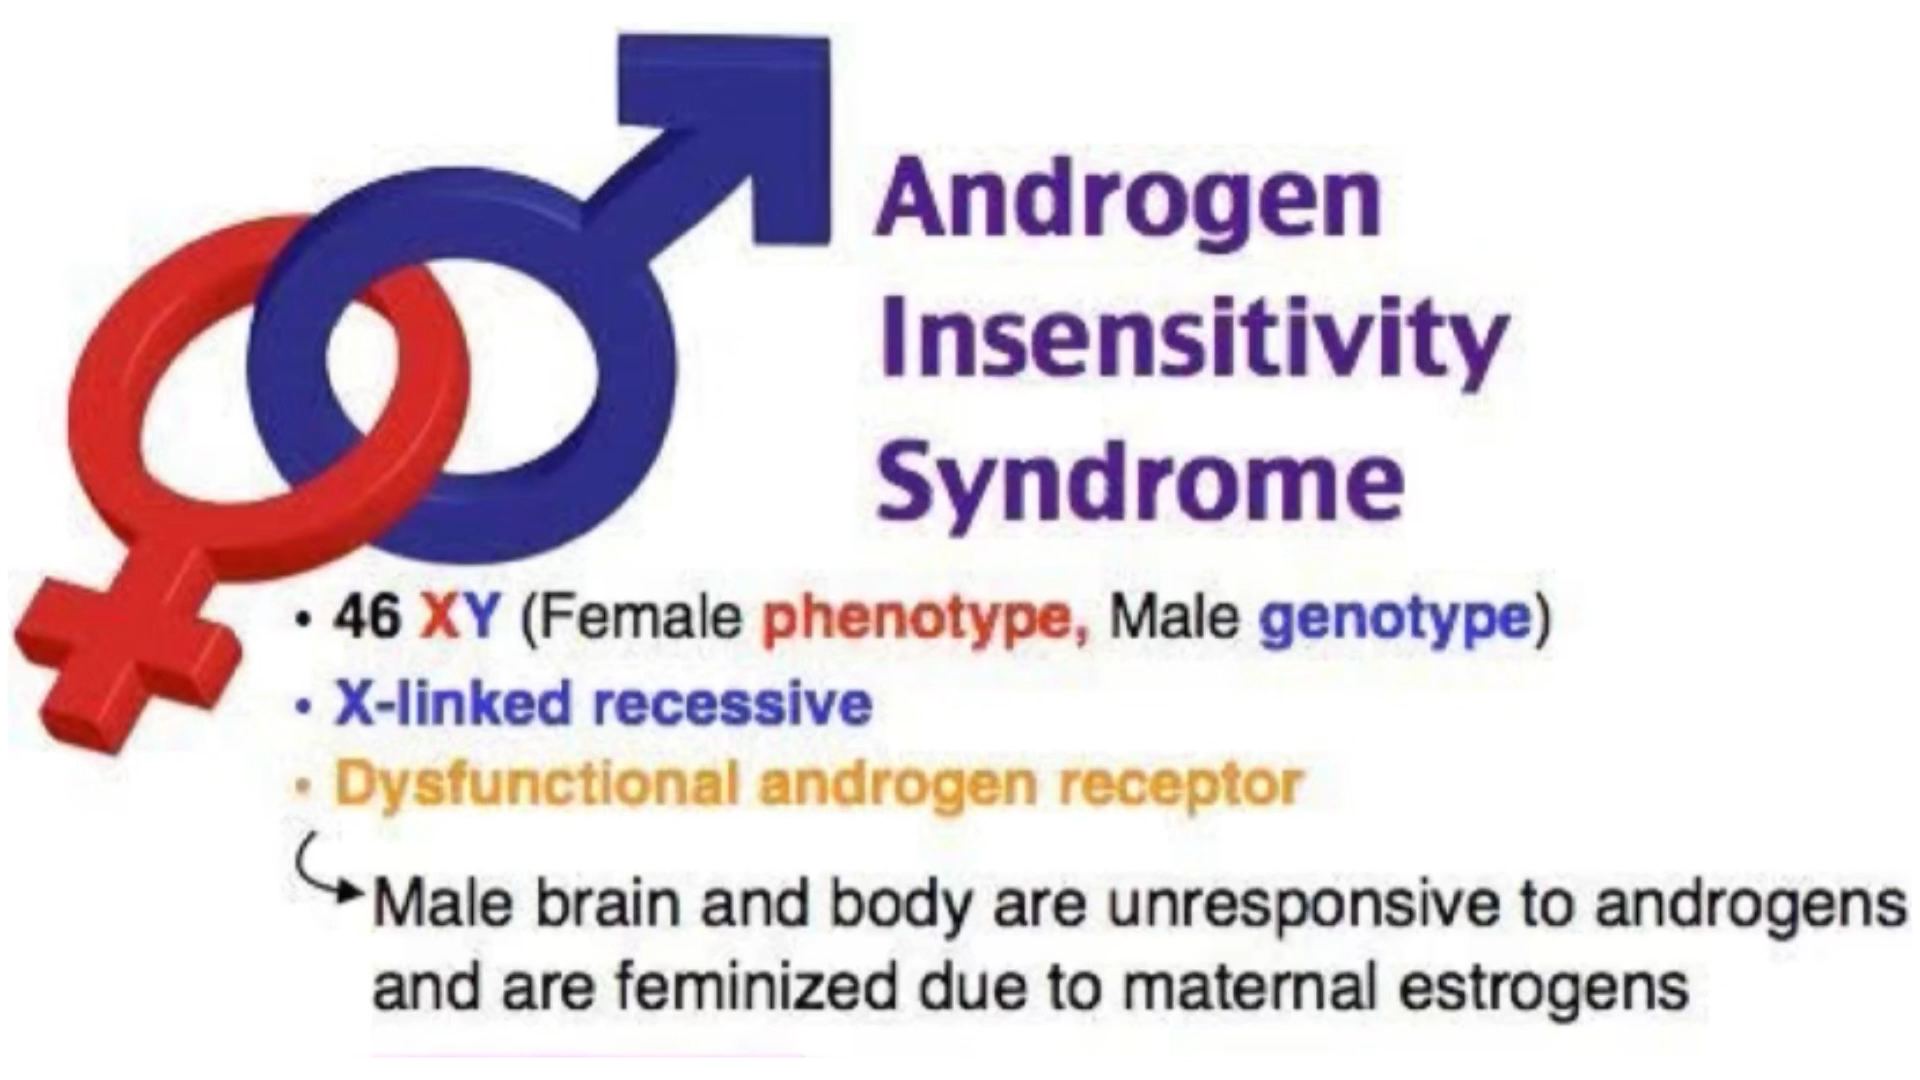 Androgen
Insensitivity
Syndrome
• 46 XY (Female phenotype, Male genotype)
• X-linked recessive
• Dysfunctional androgen receptor
Male brain and body are unresponsive to androgens
and are feminized due to maternal estrogens